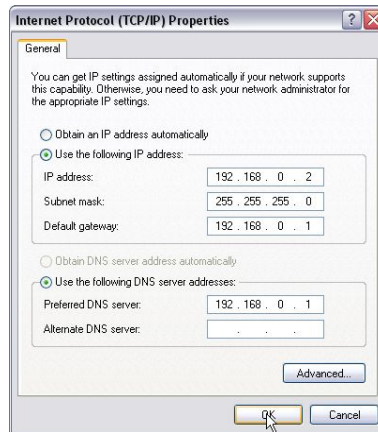 Internet Protocol (TCP/IP) Properties
General
You can get IP settings assigned automatically if your network supports
this capability. Otherwise, you need to ask your network administrator for
the appropriate IP settings.
Obtain an IP address automatically
Use the following IP address:
IP address: 192 . 168 . 0 . 2
Subnet mask: 255 . 255 . 255 . 0
Default gateway: 192 . 168 . 0 . 1
Obtain DNS server address automatically
Use the following DNS server addresses:
Preferred DNS server: 192 . 168 . 0 . 1
Alternate DNS server: . . .
Advanced...
OK Cancel